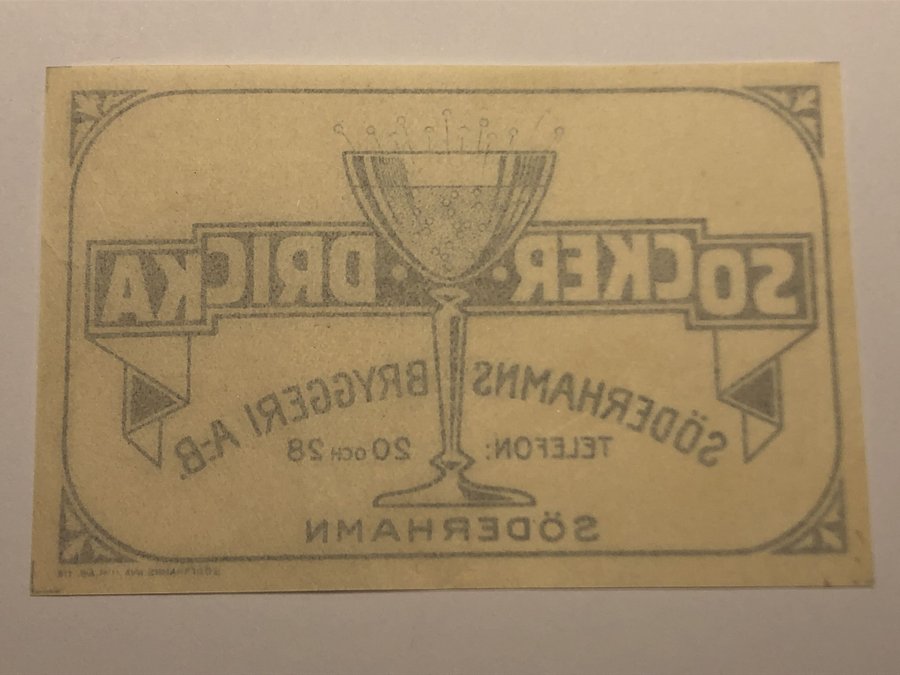 SOCKER · DRICKA
SÖDERHAMNS BRYGGERI A-B.
TELEFON: 20 OCH 28
SÖDERHAMN